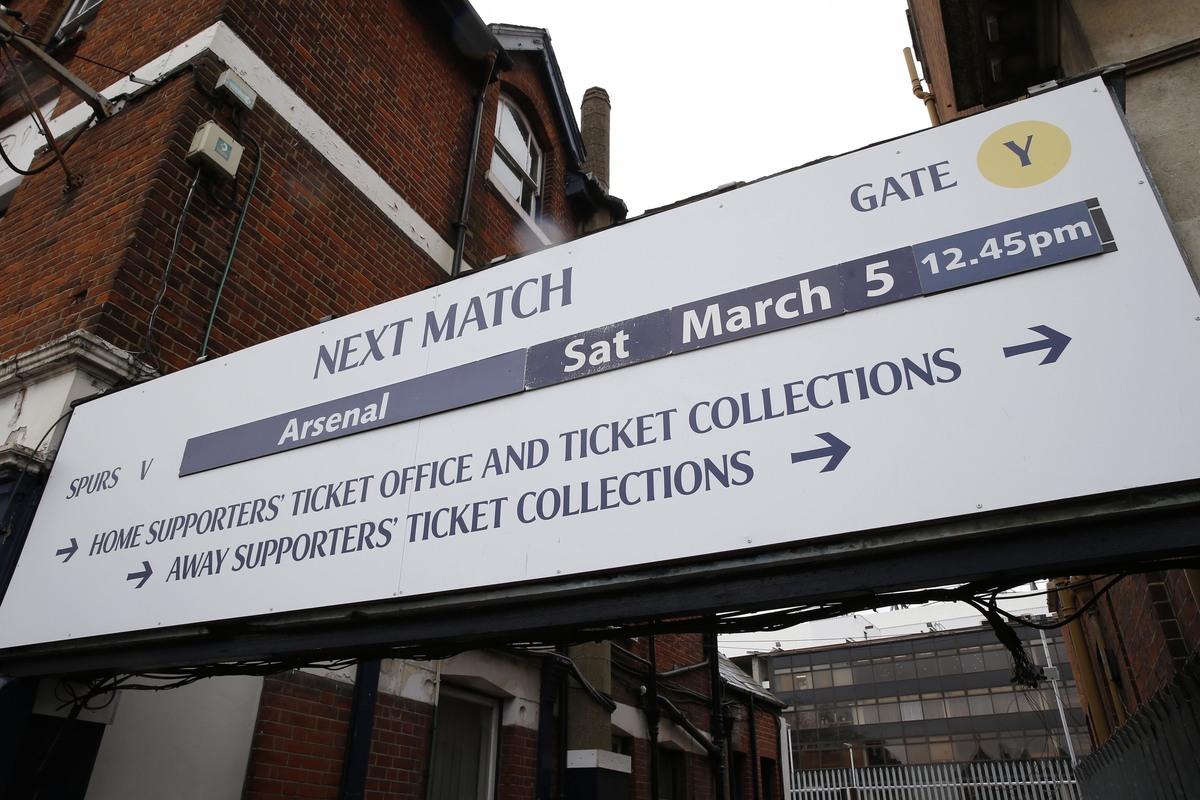 GATE Y
NEXT MATCH
SPURS V Arsenal Sat March 5 12.45pm
→ HOME SUPPORTERS' TICKET OFFICE AND TICKET COLLECTIONS →
→ AWAY SUPPORTERS' TICKET COLLECTIONS →